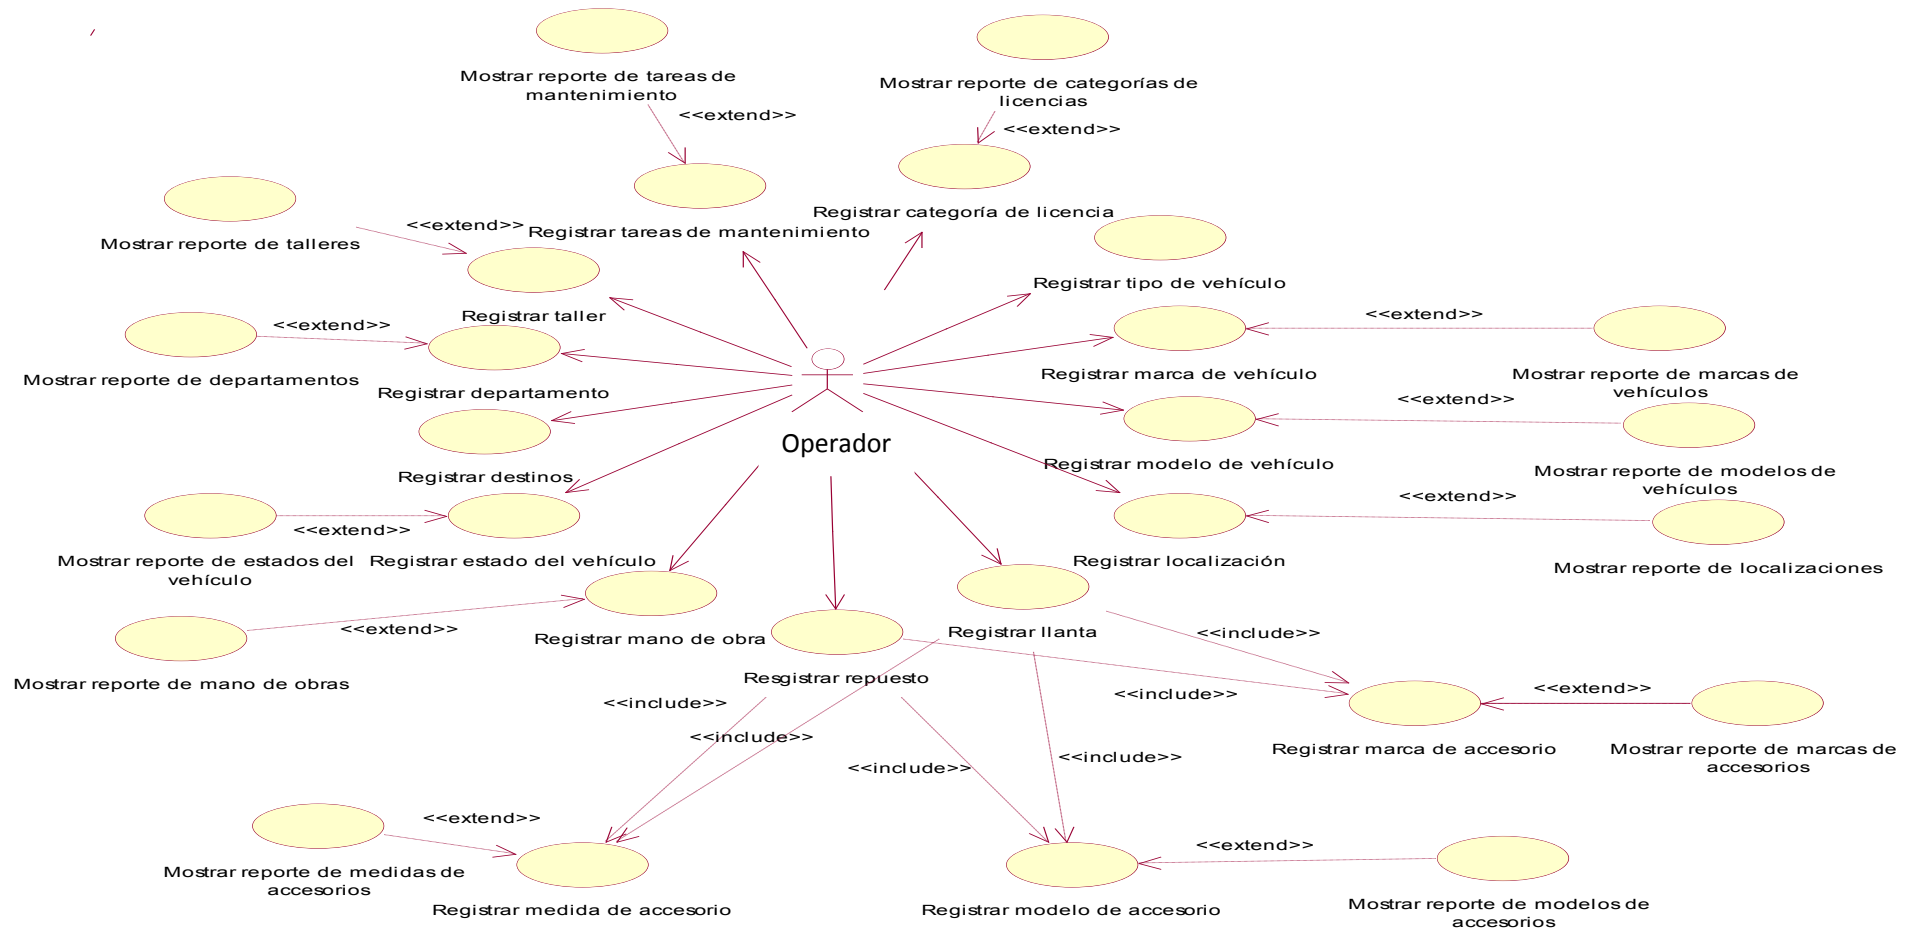 Mostrar reporte de tareas de
mantenimiento
Mostrar reporte de categorías de
licencias
<<extend>>
<<extend>>
Registrar categoría de licencia
<<extend>>
Registrar tareas de mantenimiento
Mostrar reporte de talleres
Registrar tipo de vehículo
Registrar taller
<<extend>>
<<extend>>
Mostrar reporte de departamentos
Registrar marca de vehículo
Mostrar reporte de marcas de
vehículos
Registrar departamento
<<extend>>
Operador
Registrar modelo de vehículo
Mostrar reporte de modelos de
vehículos
Registrar destinos
<<extend>>
<<extend>>
Mostrar reporte de estados del
vehículo
Registrar estado del vehículo
Registrar localización
Mostrar reporte de localizaciones
<<extend>>
Registrar mano de obra
Registrar llanta
<<include>>
Mostrar reporte de mano de obras
Resgistrar repuesto
<<include>>
<<include>>
<<extend>>
<<include>>
<<include>>
<<include>>
Registrar marca de accesorio
Mostrar reporte de marcas de
accesorios
<<extend>>
<<extend>>
Mostrar reporte de medidas de
accesorios
Registrar medida de accesorio
Registrar modelo de accesorio
Mostrar reporte de modelos de
accesorios